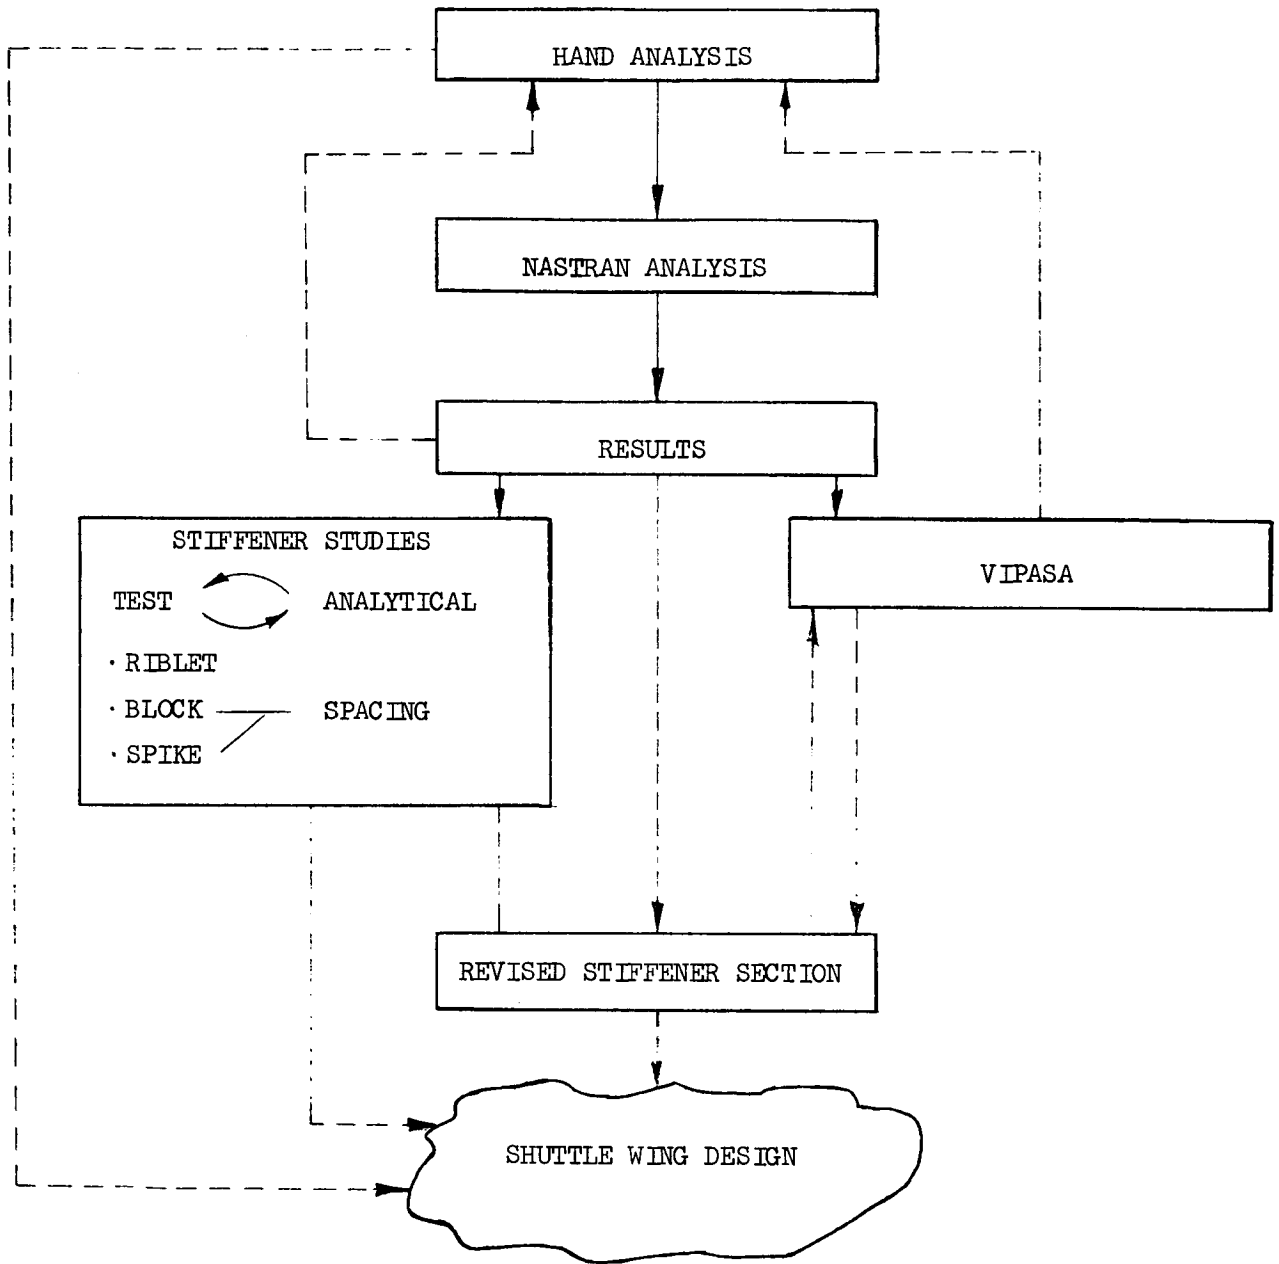 HAND ANALYSIS
NASTRAN ANALYSIS
RESULTS
STIFFENER STUDIES
TEST ANALYTICAL
· RIBLET
· BLOCK SPACING
· SPIKE
VIPASA
REVISED STIFFENER SECTION
SHUTTLE WING DESIGN